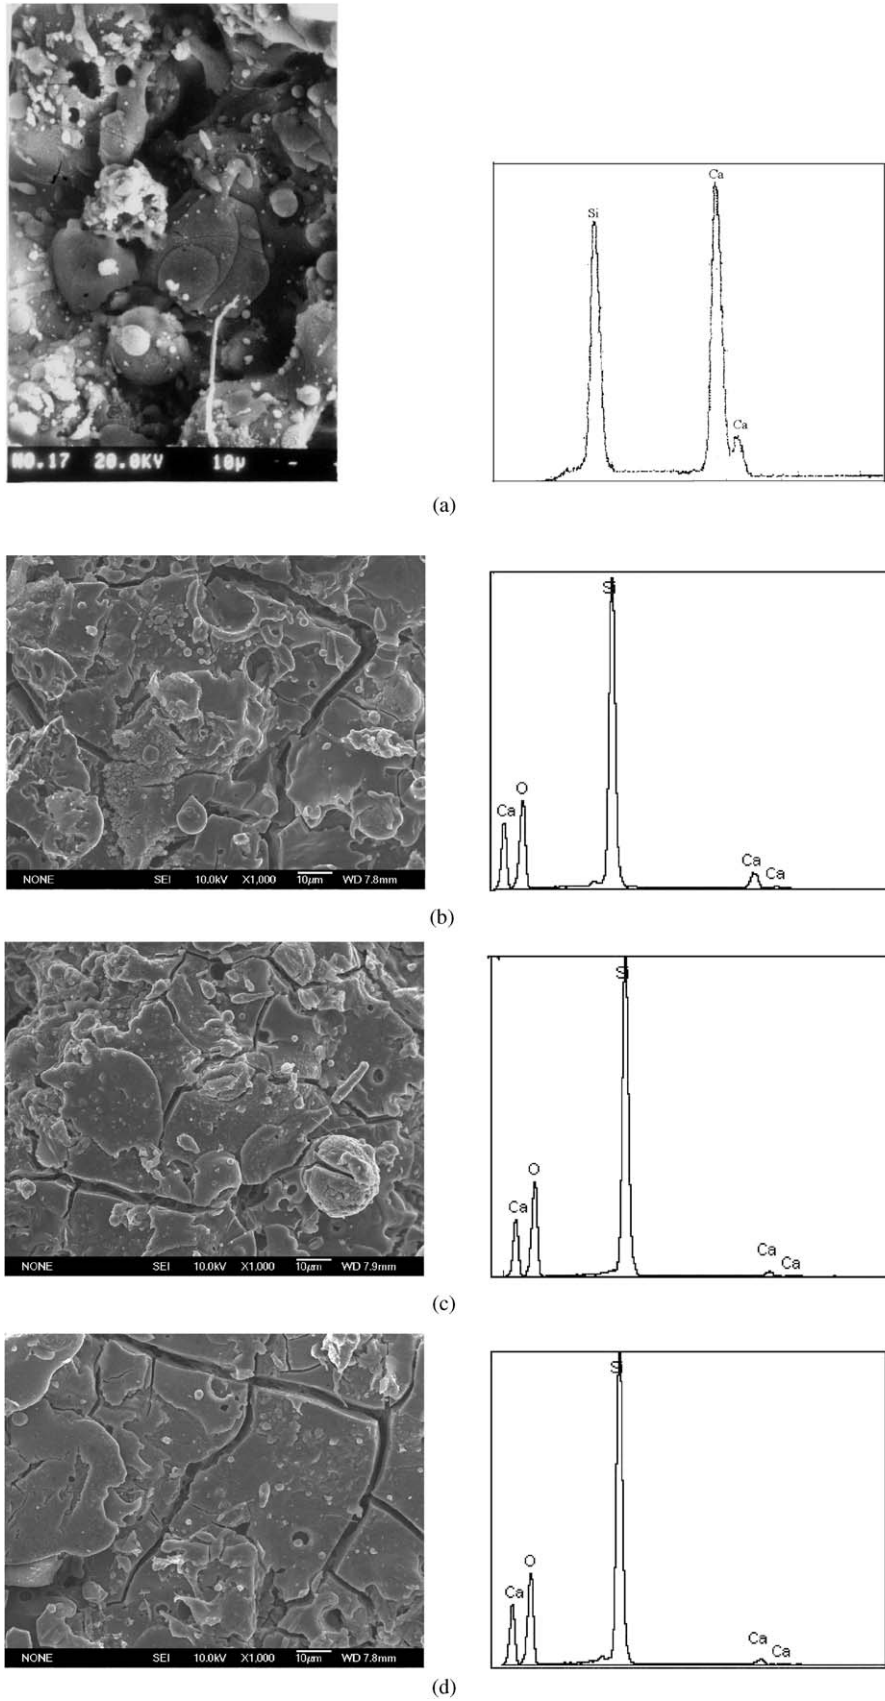 Si
Ca
Ca
NO.17 20.0KV 10µ
(a)
Si
Ca
O
Ca
Ca
NONE SEI 10.0kV X1,000 10µm WD 7.8mm
(b)
Si
O
Ca
Ca
Ca
NONE SEI 10.0kV X1,000 10µm WD 7.9mm
(c)
Si
O
Ca
Ca
Ca
NONE SEI 10.0kV X1,000 10µm WD 7.8mm
(d)